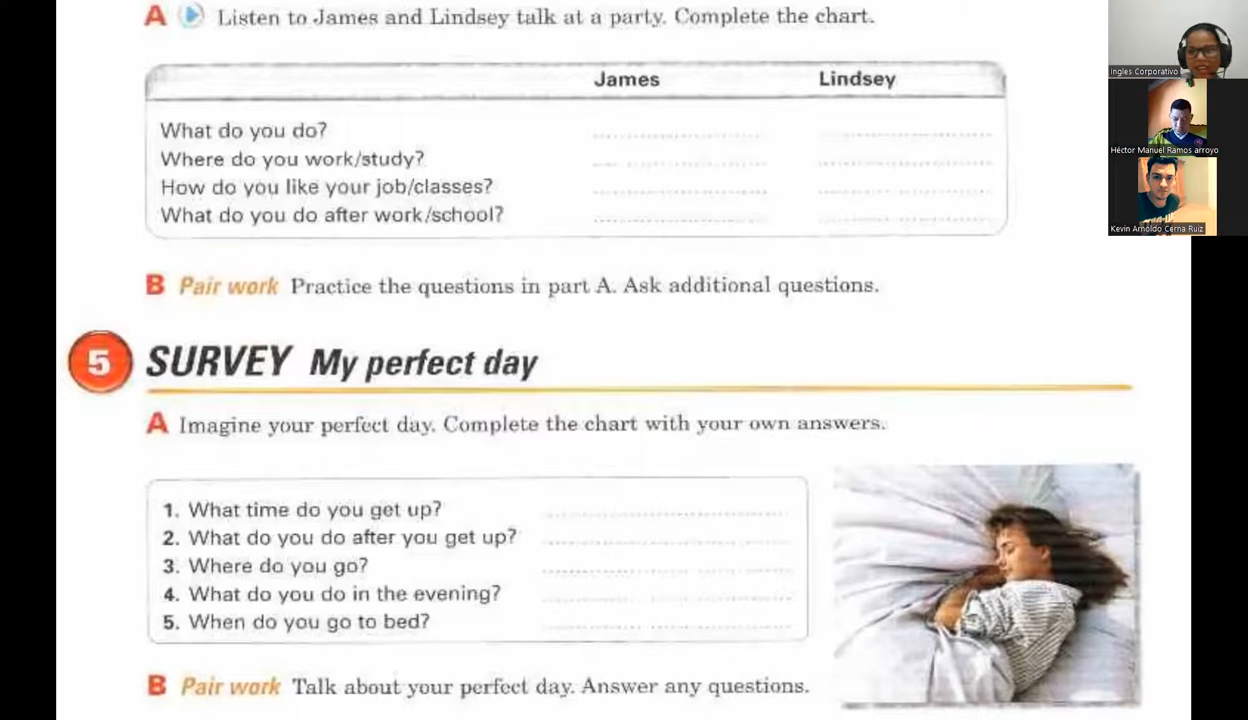 A Listen to James and Lindsey talk at a party. Complete the chart.
James Lindsey
What do you do?
Where do you work/study?
How do you like your job/classes?
What do you do after work/school?
B Pair work Practice the questions in part A. Ask additional questions.
5 SURVEY My perfect day
A Imagine your perfect day. Complete the chart with your own answers.
1. What time do you get up?
2. What do you do after you get up?
3. Where do you go?
4. What do you do in the evening?
5. When do you go to bed?
B Pair work Talk about your perfect day. Answer any questions.
Ingles Corporativo
Héctor Manuel Ramos arroyo
Kevin Arnoldo Cerna Ruiz